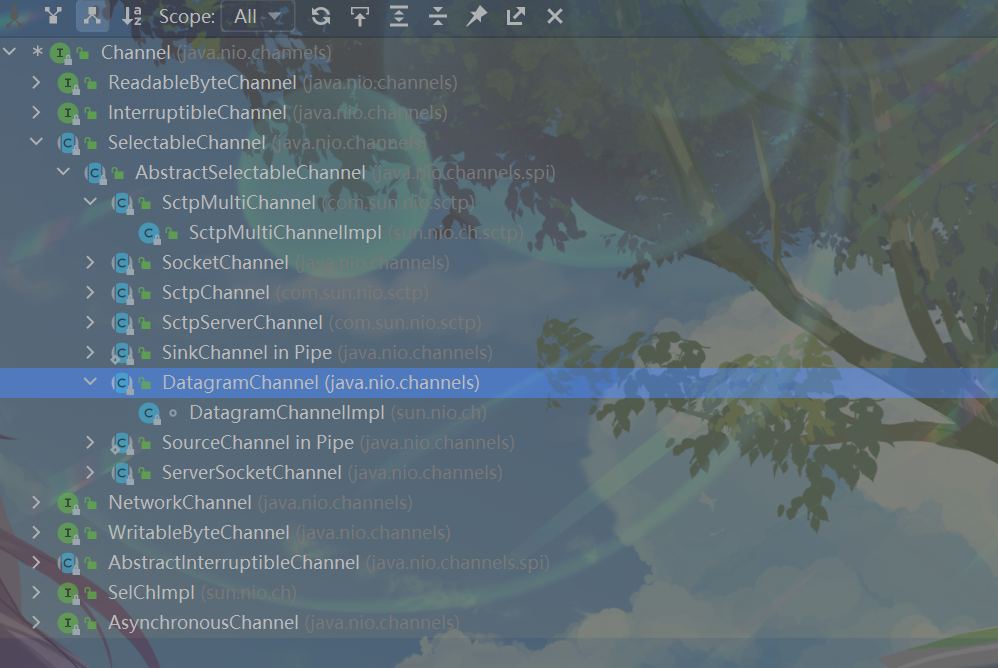 Scope: All
* Channel (java.nio.channels)
ReadableByteChannel (java.nio.channels)
InterruptibleChannel (java.nio.channels)
SelectableChannel (java.nio.channels)
AbstractSelectableChannel (java.nio.channels.spi)
SctpMultiChannel (com.sun.nio.sctp)
SctpMultiChannelImpl (sun.nio.ch.sctp)
SocketChannel (java.nio.channels)
SctpChannel (com.sun.nio.sctp)
SctpServerChannel (com.sun.nio.sctp)
SinkChannel in Pipe (java.nio.channels)
DatagramChannel (java.nio.channels)
DatagramChannelImpl (sun.nio.ch)
SourceChannel in Pipe (java.nio.channels)
ServerSocketChannel (java.nio.channels)
NetworkChannel (java.nio.channels)
WritableByteChannel (java.nio.channels)
AbstractInterruptibleChannel (java.nio.channels.spi)
SelChImpl (sun.nio.ch)
AsynchronousChannel (java.nio.channels)